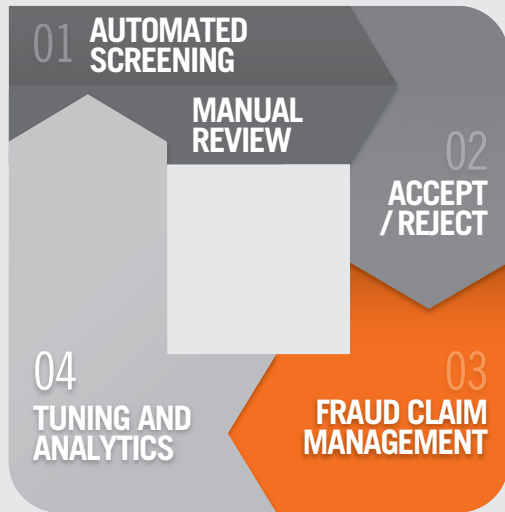 01 AUTOMATED
SCREENING
MANUAL
REVIEW
02
ACCEPT
/ REJECT
03
FRAUD CLAIM
MANAGEMENT
04
TUNING AND
ANALYTICS